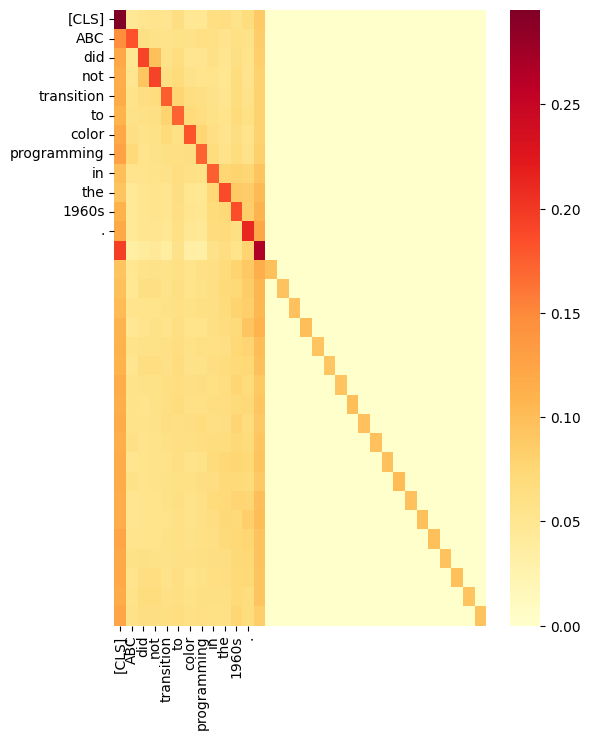 [CLS]
ABC
did
not
transition
to
color
programming
in
the
1960s
.
0.25
0.20
0.15
0.10
0.05
0.00
[CLS]
ABC
did
not
transition
to
color
programming
in
the
1960s
.